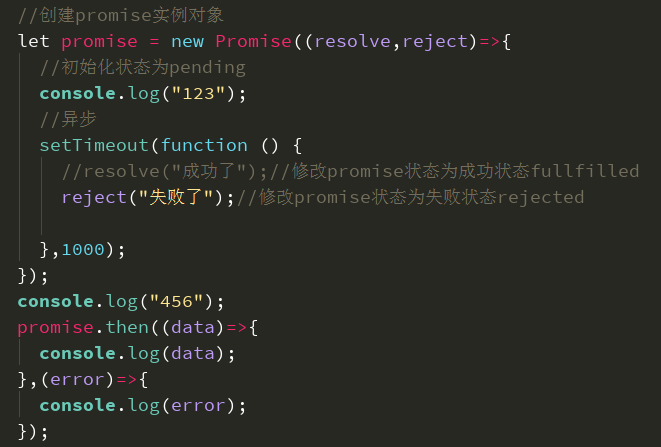 //创建promise实例对象
let promise = new Promise((resolve,reject)=>{
  //初始化状态为pending
  console.log("123");
  //异步
  setTimeout(function () {
    //resolve("成功了");//修改promise状态为成功状态fullfilled
    reject("失败了");//修改promise状态为失败状态rejected
  },1000);
});
console.log("456");
promise.then((data)=>{
  console.log(data);
},(error)=>{
  console.log(error);
});